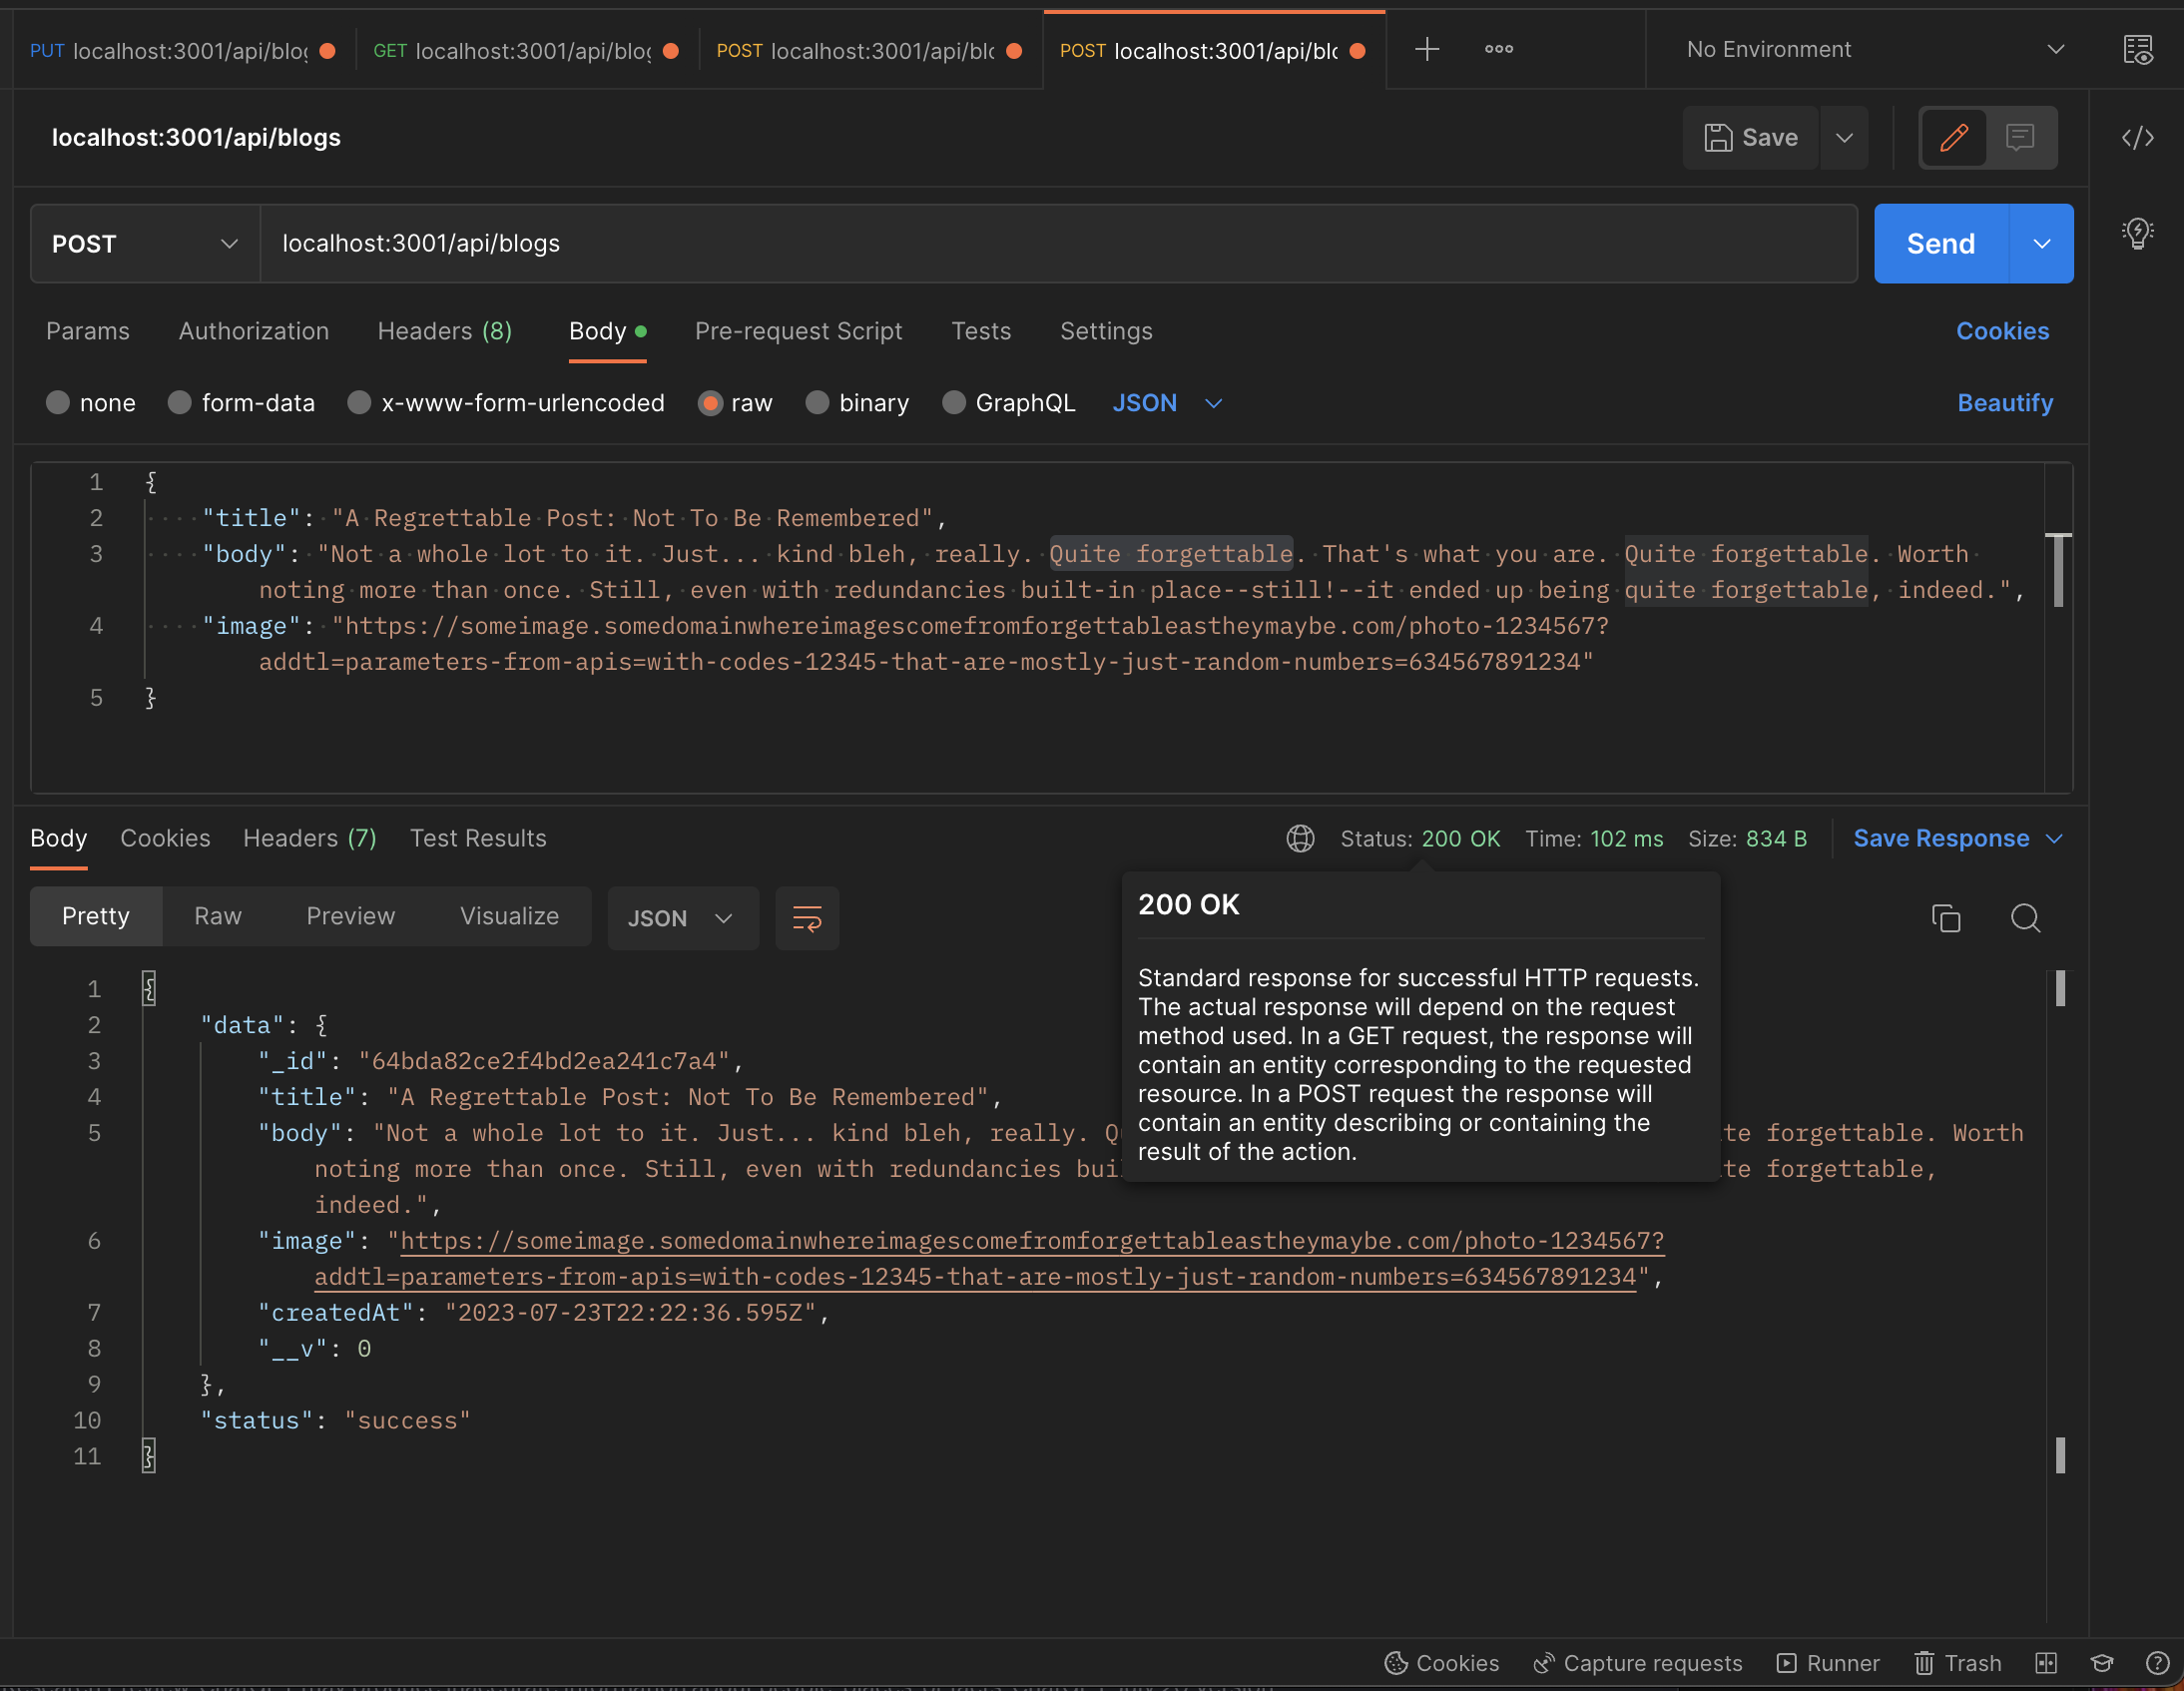 PUT localhost:3001/api/blog GET localhost:3001/api/blog POST localhost:3001/api/blo POST localhost:3001/api/blo No Environment
localhost:3001/api/blogs Save
POST localhost:3001/api/blogs Send
Params Authorization Headers (8) Body Pre-request Script Tests Settings Cookies
none form-data x-www-form-urlencoded raw binary GraphQL JSON Beautify
1 {
2 "title": "A Regrettable Post: Not To Be Remembered",
3 "body": "Not a whole lot to it. Just... kind bleh, really. Quite forgettable. That's what you are. Quite forgettable. Worth
noting more than once. Still, even with redundancies built-in place--still!--it ended up being quite forgettable, indeed.",
4 "image": "https://someimage.somedomainwhereimagescomefromforgettableastheymaybe.com/photo-1234567?
addtl=parameters-from-apis=with-codes-12345-that-are-mostly-just-random-numbers=634567891234"
5 }
Body Cookies Headers (7) Test Results Status: 200 OK Time: 102 ms Size: 834 B Save Response
Pretty Raw Preview Visualize JSON
200 OK
Standard response for successful HTTP requests.
The actual response will depend on the request
method used. In a GET request, the response will
contain an entity corresponding to the requested
resource. In a POST request the response will
contain an entity describing or containing the
result of the action.
1 {
2 "data": {
3 "_id": "64bda82ce2f4bd2ea241c7a4",
4 "title": "A Regrettable Post: Not To Be Remembered",
5 "body": "Not a whole lot to it. Just... kind bleh, really. Q te forgettable. Worth
noting more than once. Still, even with redundancies buil te forgettable,
indeed.",
6 "image": "https://someimage.somedomainwhereimagescomefromforgettableastheymaybe.com/photo-1234567?
addtl=parameters-from-apis=with-codes-12345-that-are-mostly-just-random-numbers=634567891234",
7 "createdAt": "2023-07-23T22:22:36.595Z",
8 "__v": 0
9 },
10 "status": "success"
11 }
Cookies Capture requests Runner Trash